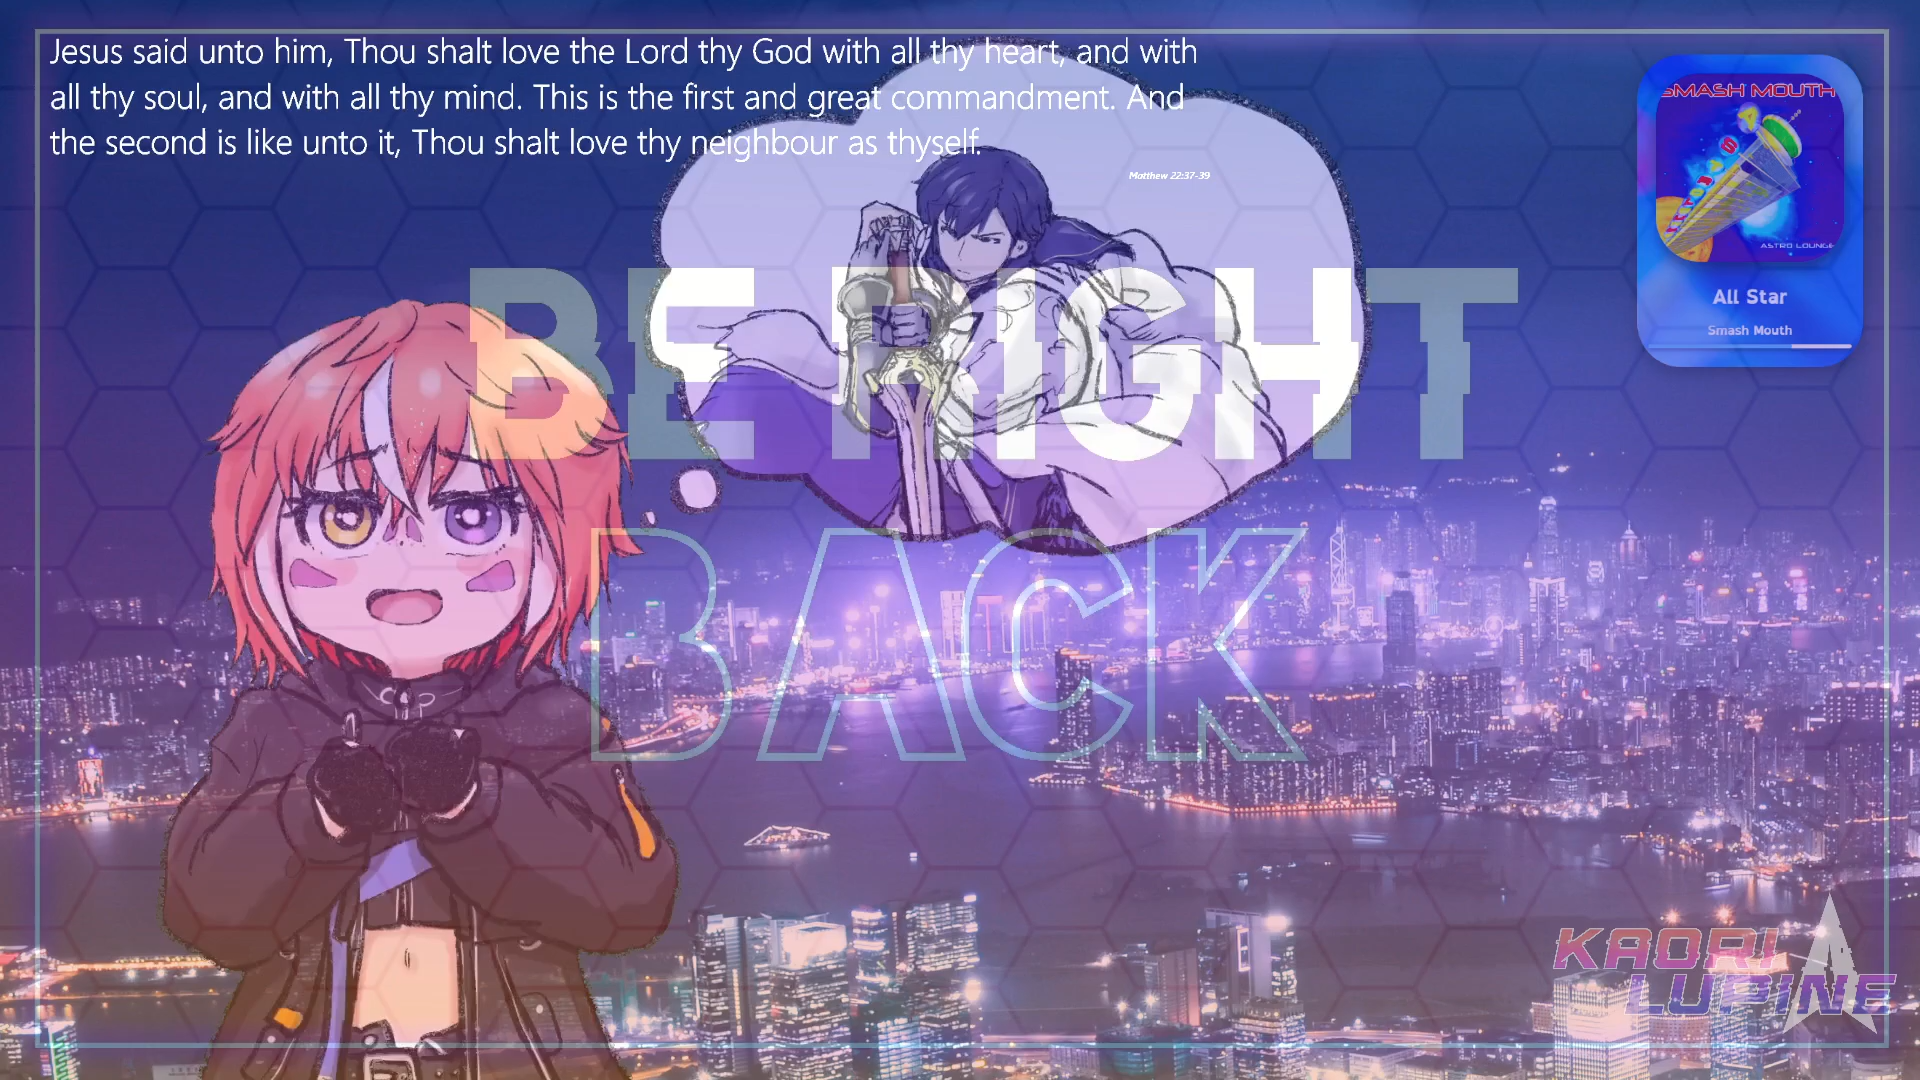 Jesus said unto him, Thou shalt love the Lord thy God with all thy heart, and with
all thy soul, and with all thy mind. This is the first and great commandment. And
the second is like unto it, Thou shalt love thy neighbour as thyself.
Matthew 22:37-39
SMASH MOUTH
ASTRO LOUNGE
All Star
Smash Mouth
BE RIGHT
BACK
KAORI
LUPINE